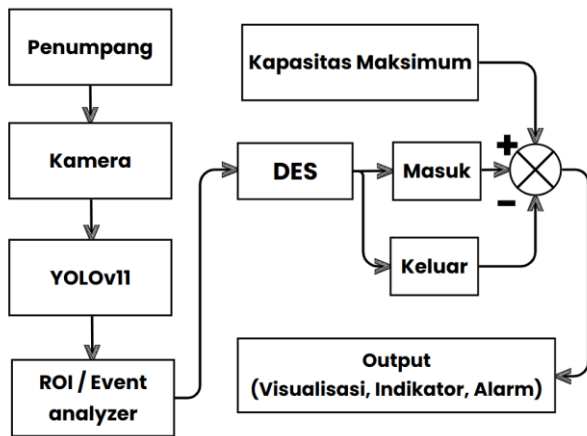 Penumpang
Kamera
YOLOv11
ROI / Event
analyzer
Kapasitas Maksimum
DES
Masuk
Keluar
+
−
Output
(Visualisasi, Indikator, Alarm)